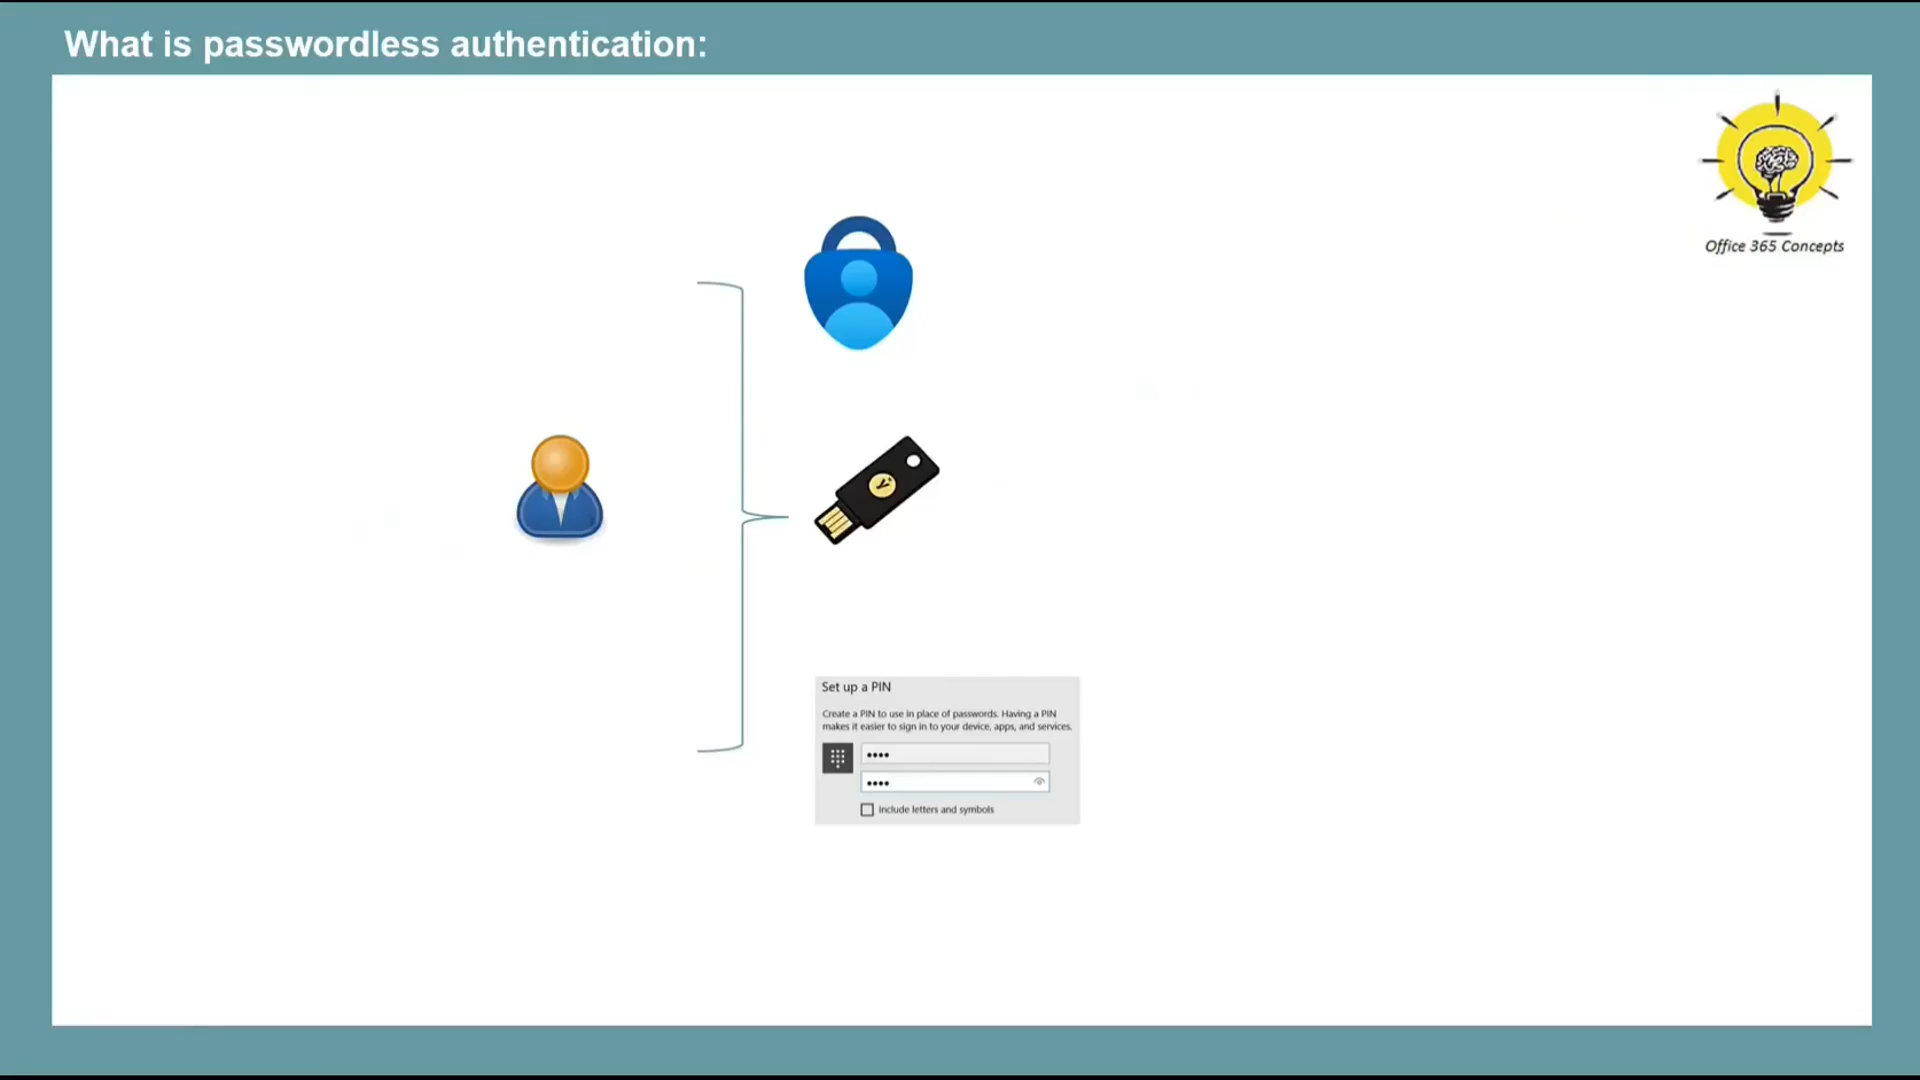 What is passwordless authentication:
Office 365 Concepts
Set up a PIN
Create a PIN to use in place of passwords. Having a PIN
makes it easier to sign in to your device, apps, and services.
••••
••••
Include letters and symbols